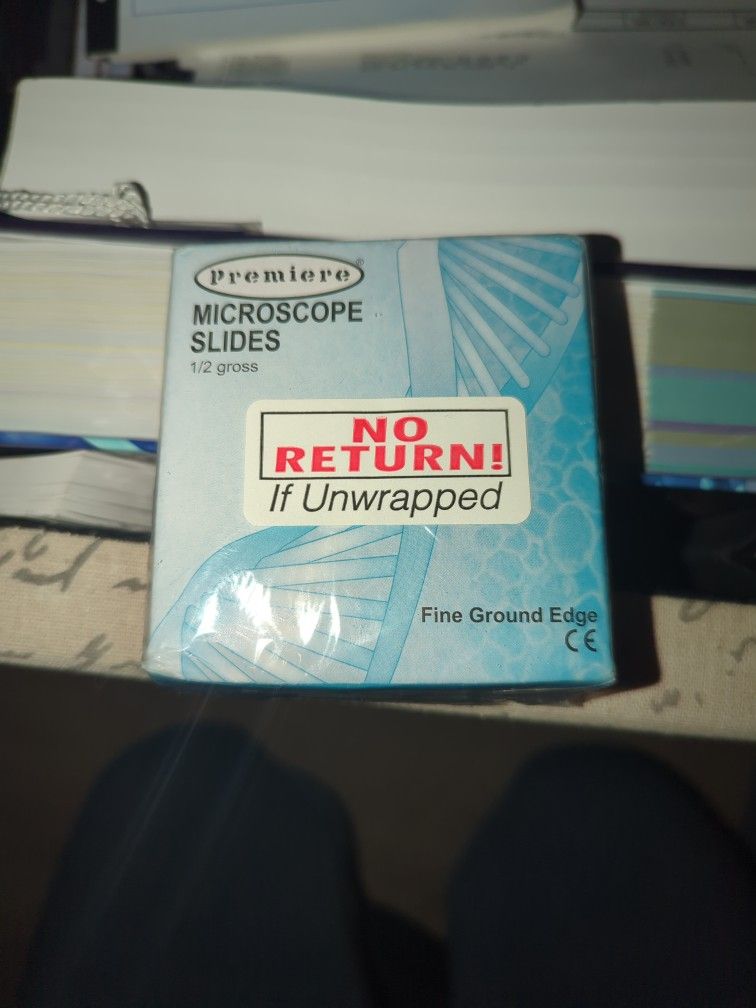 Premiere®
MICROSCOPE
SLIDES
1/2 gross
NO
RETURN!
If Unwrapped
Fine Ground Edge
CE